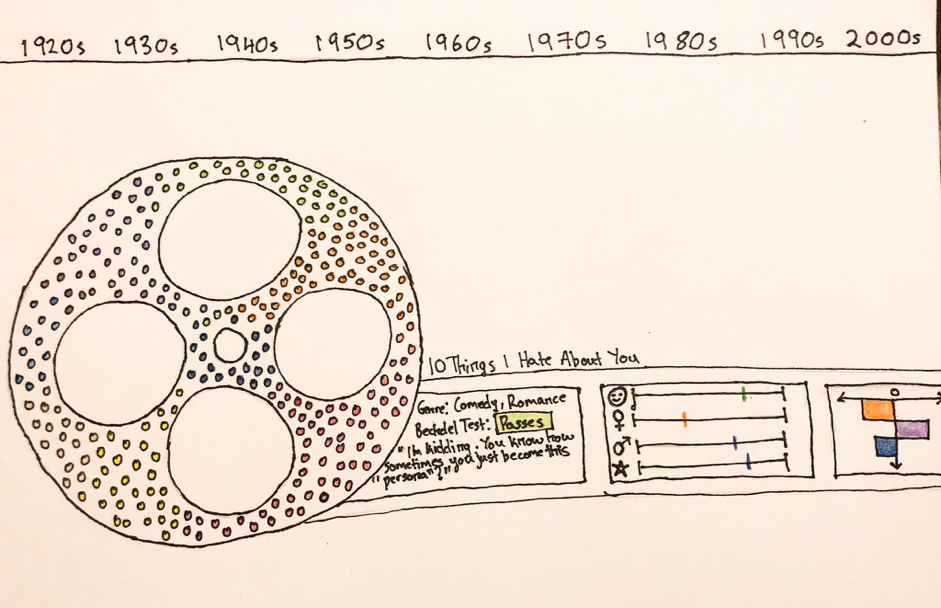 1920s 1930s 1940s 1950s 1960s 1970s 1980s 1990s 2000s
10 Things I Hate About You
Genre: Comedy, Romance
Bechdel Test: Passes
"I'm kidding. You know how
sometimes you just become this
"persona"?"
0